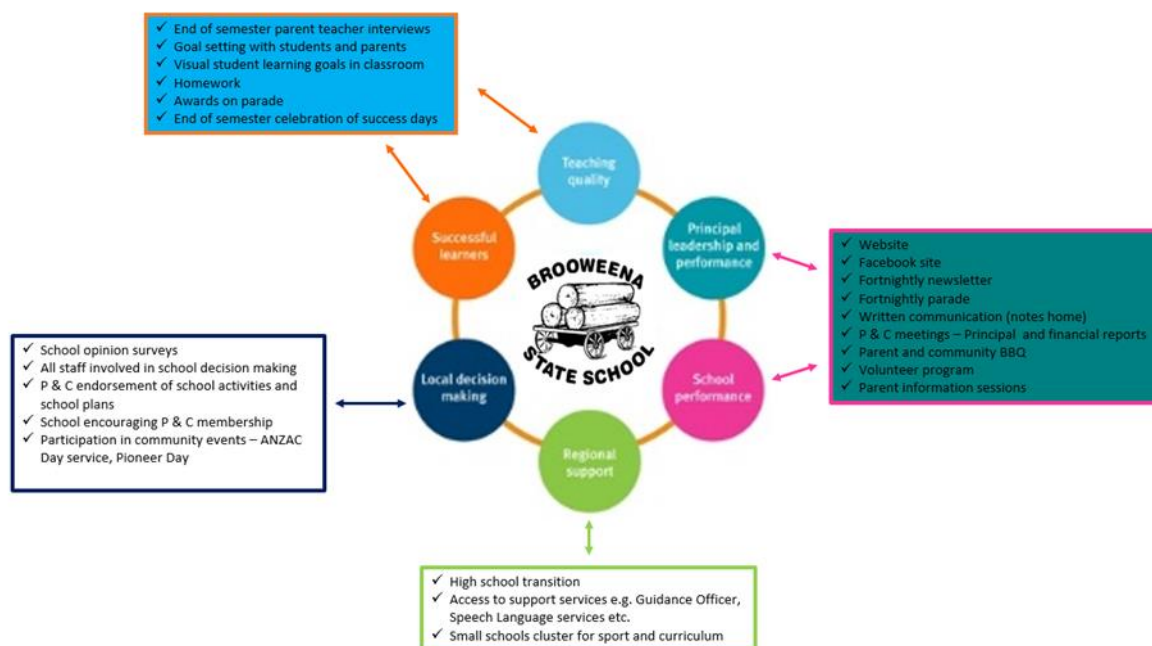 ✓ End of semester parent teacher interviews
✓ Goal setting with students and parents
✓ Visual student learning goals in classroom
✓ Homework
✓ Awards on parade
✓ End of semester celebration of success days
Teaching
quality
Successful
learners
Principal
leadership and
performance
BROOWEENA
STATE SCHOOL
✓ Website
✓ Facebook site
✓ Fortnightly newsletter
✓ Fortnightly parade
✓ Written communication (notes home)
✓ P & C meetings – Principal and financial reports
✓ Parent and community BBQ
✓ Volunteer program
✓ Parent information sessions
✓ School opinion surveys
✓ All staff involved in school decision making
✓ P & C endorsement of school activities and
school plans
✓ School encouraging P & C membership
✓ Participation in community events – ANZAC
Day service, Pioneer Day
Local decision
making
School
performance
Regional
support
✓ High school transition
✓ Access to support services e.g. Guidance Officer,
Speech Language services etc.
✓ Small schools cluster for sport and curriculum